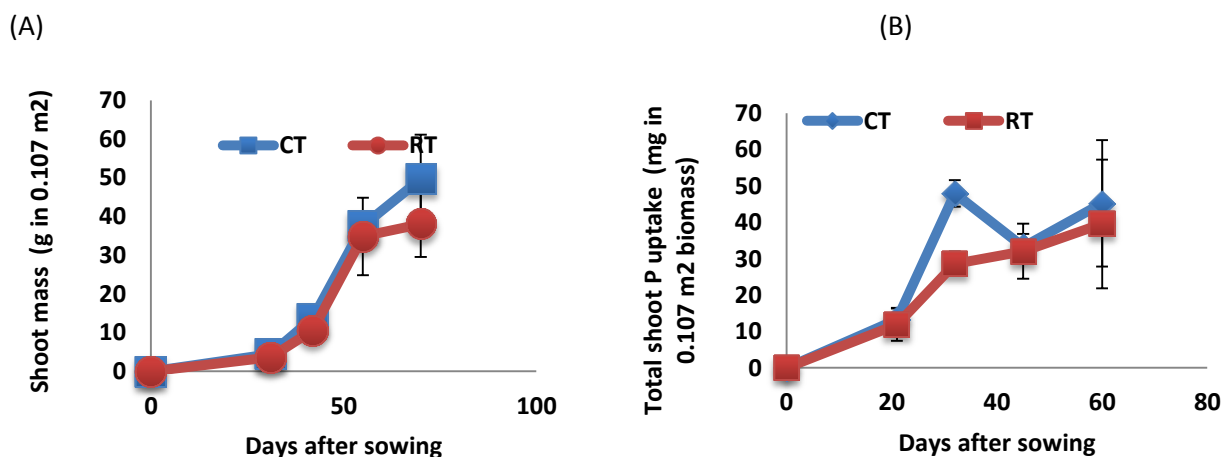 (A)
(B)
Shoot mass (g in 0.107 m2)
70
60
50
40
30
20
10
0
CT
RT
0
50
100
Days after sowing
Total shoot P uptake (mg in
0.107 m2 biomass)
70
60
50
40
30
20
10
0
CT
RT
0
20
40
60
80
Days after sowing